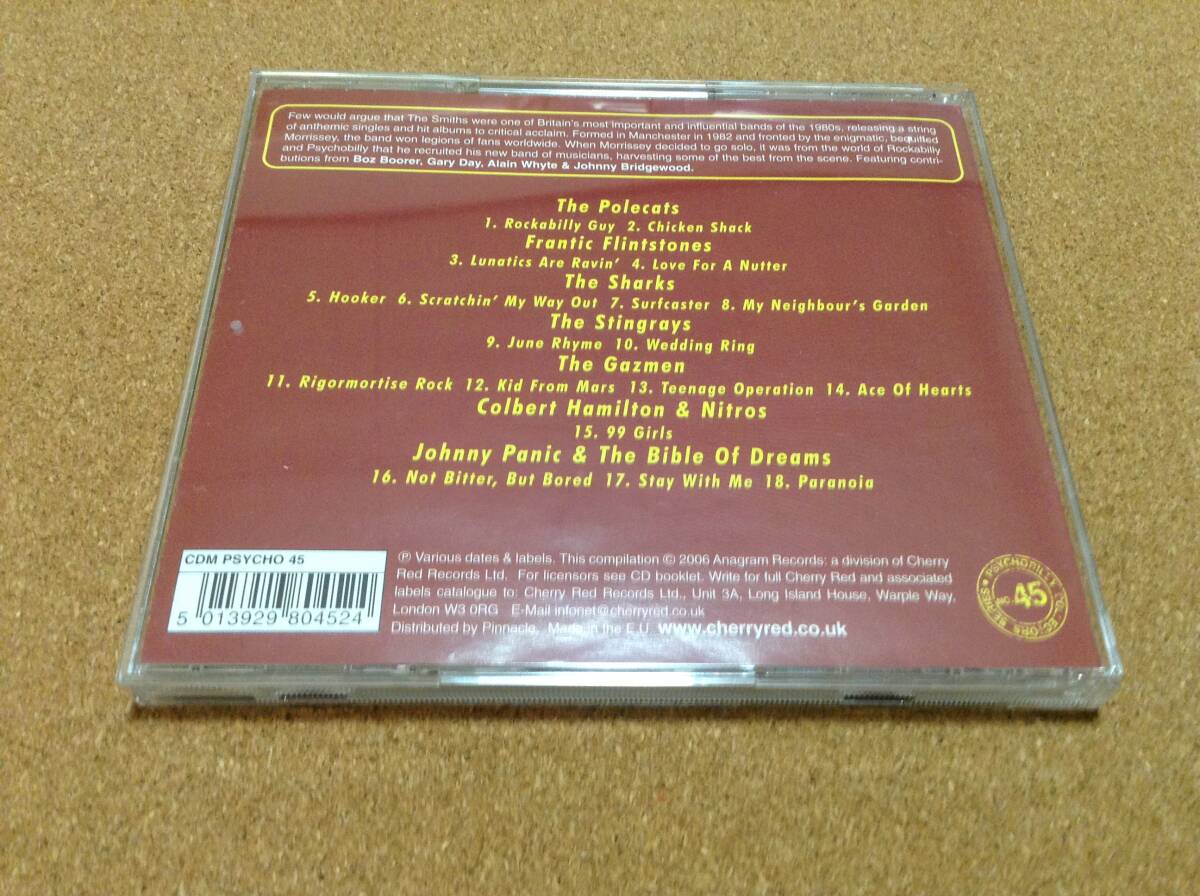 Few would argue that The Smiths were one of Britain's most important and influential bands of the 1980s, releasing a string
of anthemic singles and hit albums to critical acclaim. Formed in Manchester in 1982 and fronted by the enigmatic, bequiffed
Morrissey, the band won legions of fans worldwide. When Morrissey decided to go solo, it was from the world of Rockabilly
and Psychobilly that he recruited his new band of musicians, harvesting some of the best from the scene. Featuring contri-
butions from Boz Boorer, Gary Day, Alain Whyte & Johnny Bridgewood.
The Polecats
1. Rockabilly Guy 2. Chicken Shack
Frantic Flintstones
3. Lunatics Are Ravin' 4. Love For A Nutter
The Sharks
5. Hooker 6. Scratchin' My Way Out 7. Surfcaster 8. My Neighbour's Garden
The Stingrays
9. June Rhyme 10. Wedding Ring
The Gazmen
11. Rigormortise Rock 12. Kid From Mars 13. Teenage Operation 14. Ace Of Hearts
Colbert Hamilton & Nitros
15. 99 Girls
Johnny Panic & The Bible Of Dreams
16. Not Bitter, But Bored 17. Stay With Me 18. Paranoia
CDM PSYCHO 45
5 013929 804524
℗ Various dates & labels. This compilation © 2006 Anagram Records: a division of Cherry
Red Records Ltd. For licensors see CD booklet. Write for full Cherry Red and associated
labels catalogue to: Cherry Red Records Ltd., Unit 3A, Long Island House, Warple Way,
London W3 0RG E-Mail infonet@cherryred.co.uk
Distributed by Pinnacle. Made in the E.U. www.cherryred.co.uk
PSYCHOBILLY COLLECTORS SERIES
NO. 45